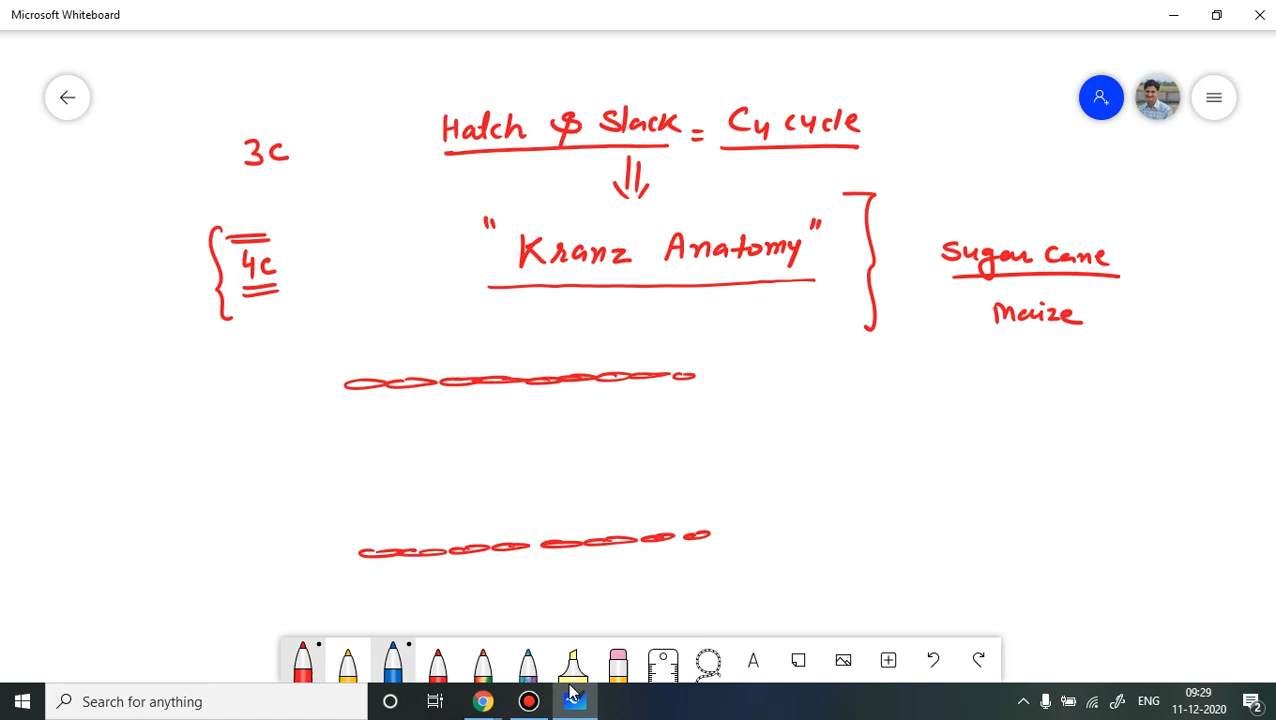 Microsoft Whiteboard
Hatch & Slack = C4 cycle
3c
4c
"Kranz Anatomy"
Sugar Cane
Maize
A
Search for anything
ENG
09:29
11-12-2020
2